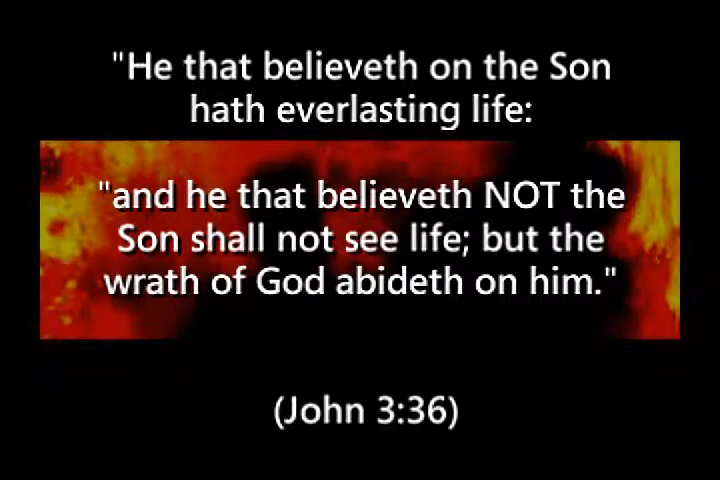 "He that believeth on the Son
hath everlasting life:
"and he that believeth NOT the
Son shall not see life; but the
wrath of God abideth on him."
(John 3:36)